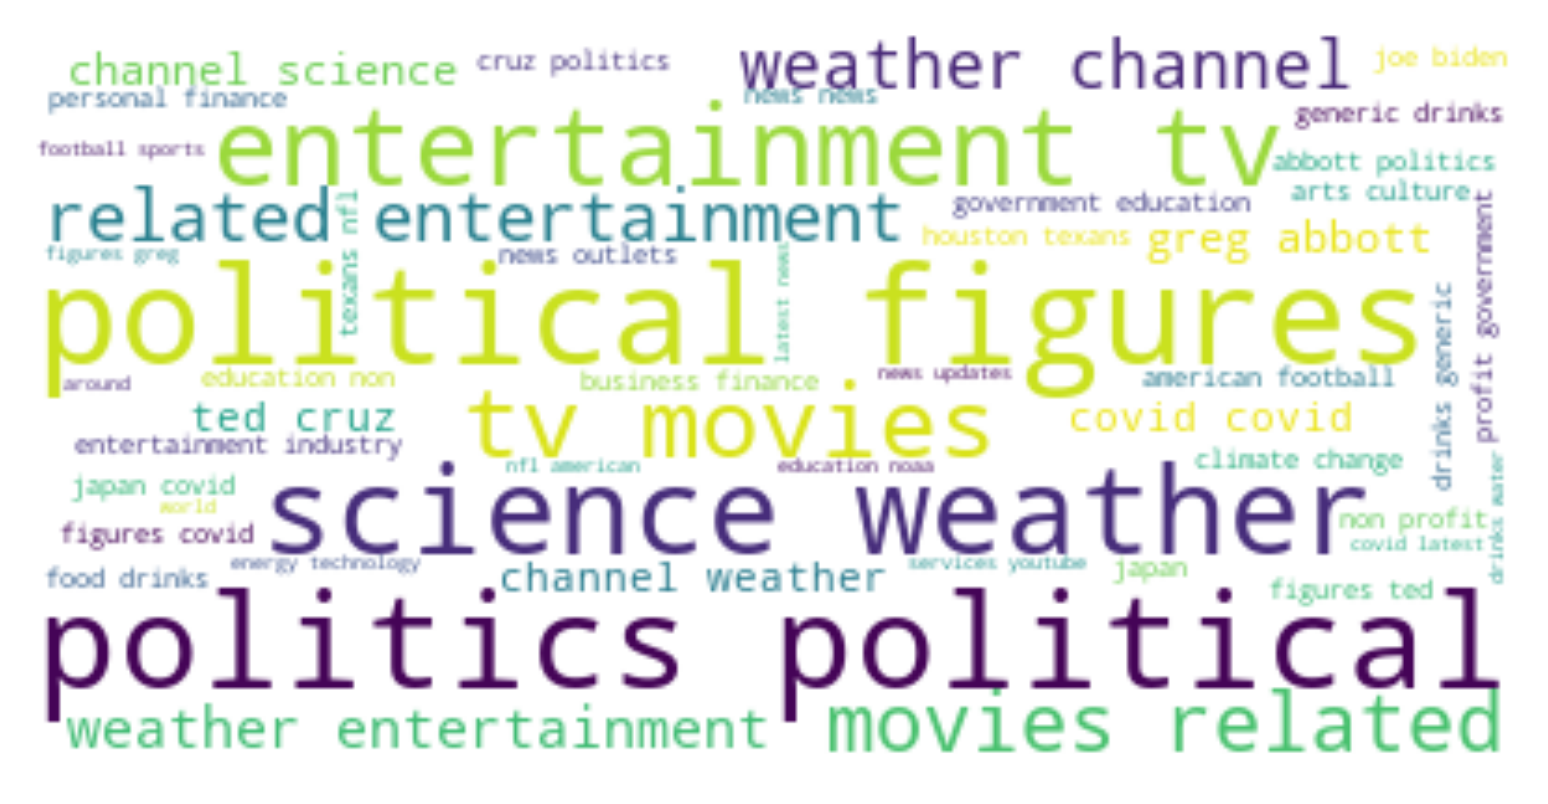 channel science
cruz politics
weather channel
joe biden
personal finance
news news
generic drinks
football sports
entertainment tv
abbott politics
arts culture
related entertainment
texans nfl
government education
profit government
figures greg
news outlets
latest news
houston texans
greg abbott
political figures
drinks generic
around
education non
business finance
news updates
american football
ted cruz
tv movies
covid covid
entertainment industry
nfl american
education noaa
climate change
drinks water
japan covid
world
science weather
non profit
figures covid
covid latest
food drinks
energy technology
channel weather
services youtube
japan
figures ted
politics political
weather entertainment
movies related